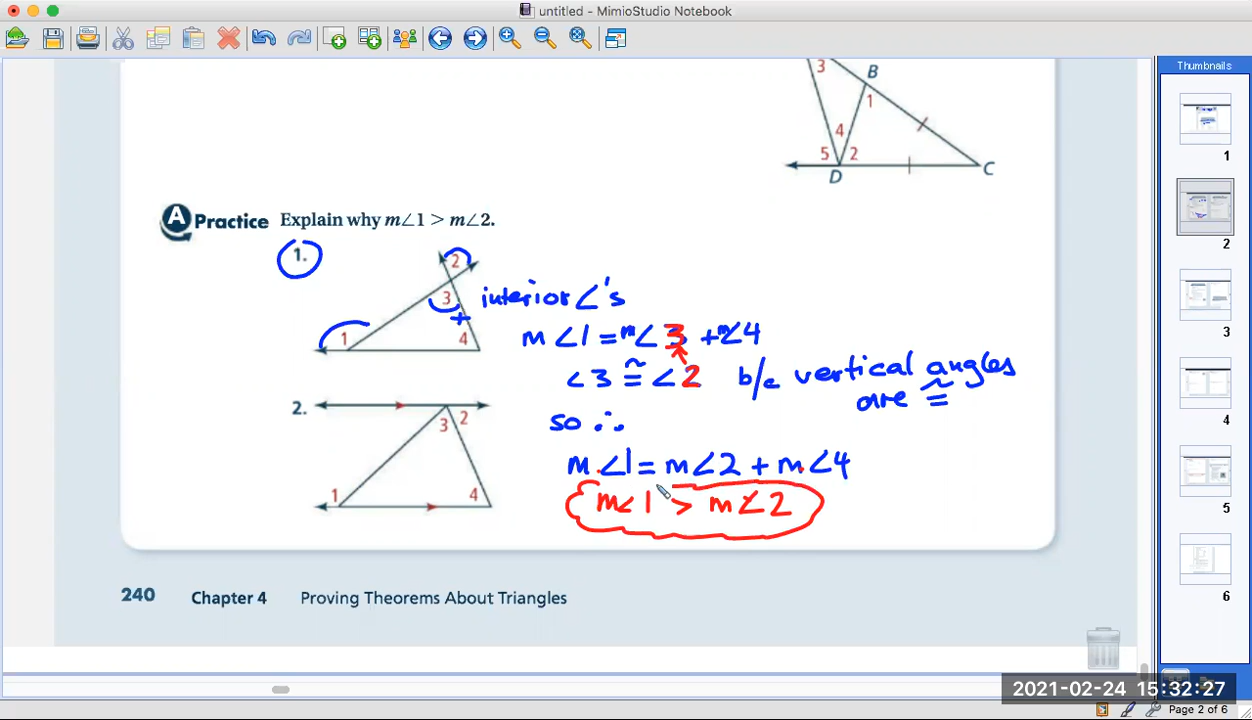 untitled - MimioStudio Notebook
Thumbnails
3
B
1
4
5
2
D
C
A Practice Explain why m∠1 > m∠2.
1.
2
3
1
4
interior ∠'s
m∠1 = m∠3 + m∠4
∠3 ≅ ∠2 b/c vertical angles
are ≅
so ∴
m∠1 = m∠2 + m∠4
m∠1 > m∠2
2.
3
2
1
4
240 Chapter 4 Proving Theorems About Triangles
1
2
3
4
5
6
2021-02-24 15:32:27
Page 2 of 6